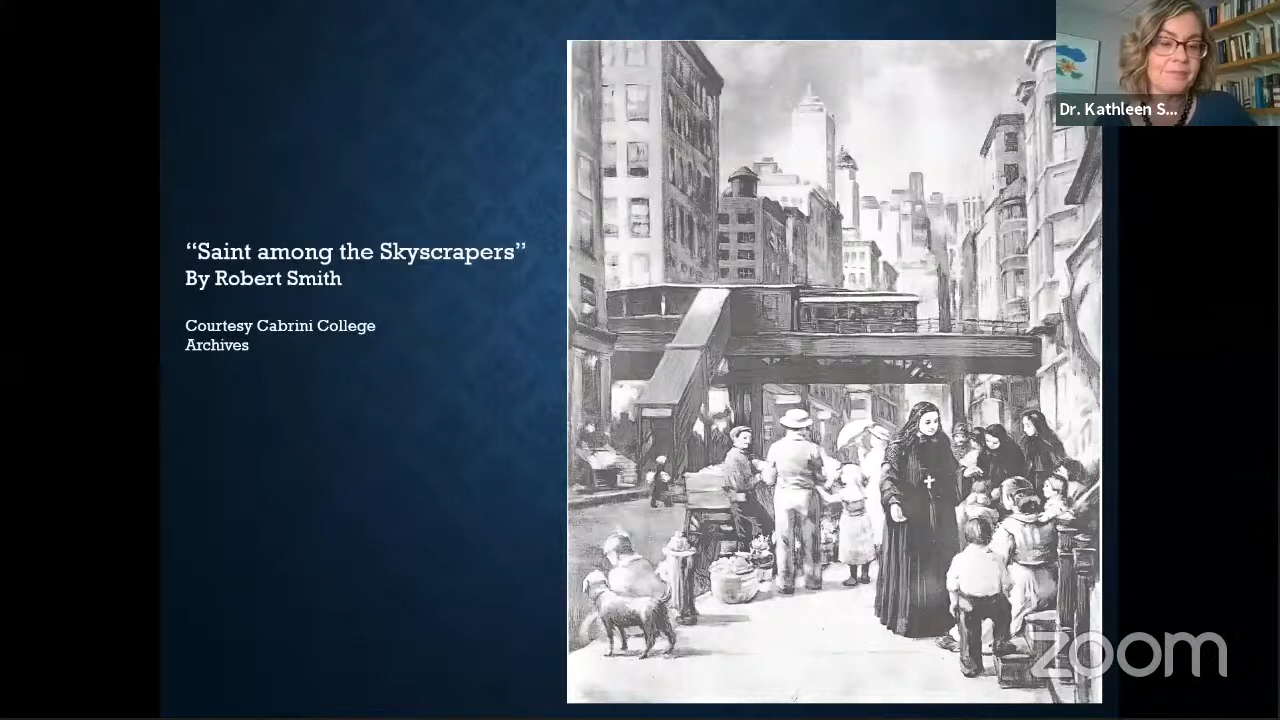 “Saint among the Skyscrapers”
By Robert Smith
Courtesy Cabrini College
Archives
Dr. Kathleen S...
zoom